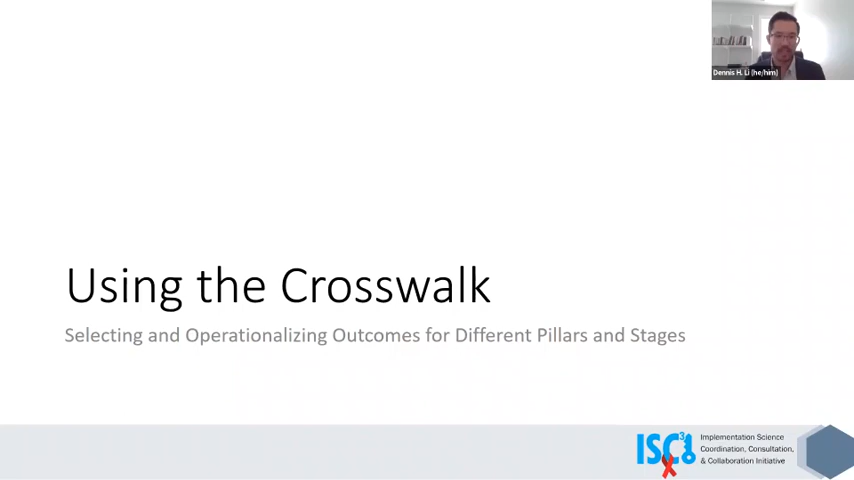 Dennis H. Li (he/him)
Using the Crosswalk
Selecting and Operationalizing Outcomes for Different Pillars and Stages
ISC3I
Implementation Science
Coordination, Consultation,
& Collaboration Initiative